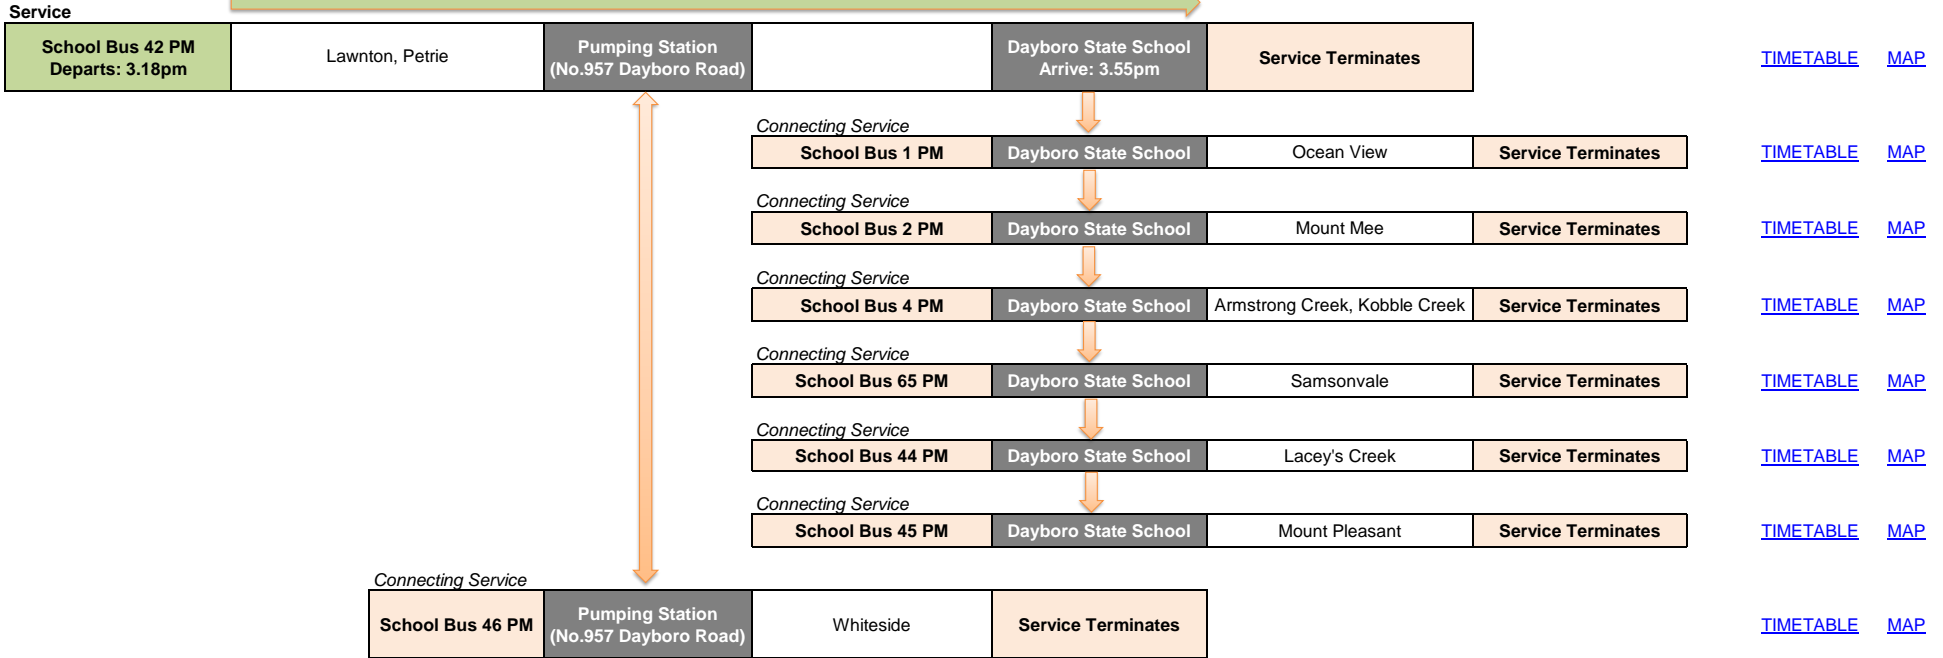 Service
School Bus 42 PM
Departs: 3.18pm
Lawnton, Petrie
Pumping Station
(No.957 Dayboro Road)
Dayboro State School
Arrive: 3.55pm
Service Terminates
TIMETABLE MAP
Connecting Service
School Bus 1 PM Dayboro State School Ocean View Service Terminates TIMETABLE MAP
Connecting Service
School Bus 2 PM Dayboro State School Mount Mee Service Terminates TIMETABLE MAP
Connecting Service
School Bus 4 PM Dayboro State School Armstrong Creek, Kobble Creek Service Terminates TIMETABLE MAP
Connecting Service
School Bus 65 PM Dayboro State School Samsonvale Service Terminates TIMETABLE MAP
Connecting Service
School Bus 44 PM Dayboro State School Lacey's Creek Service Terminates TIMETABLE MAP
Connecting Service
School Bus 45 PM Dayboro State School Mount Pleasant Service Terminates TIMETABLE MAP
Connecting Service
School Bus 46 PM
Pumping Station
(No.957 Dayboro Road)
Whiteside
Service Terminates
TIMETABLE MAP